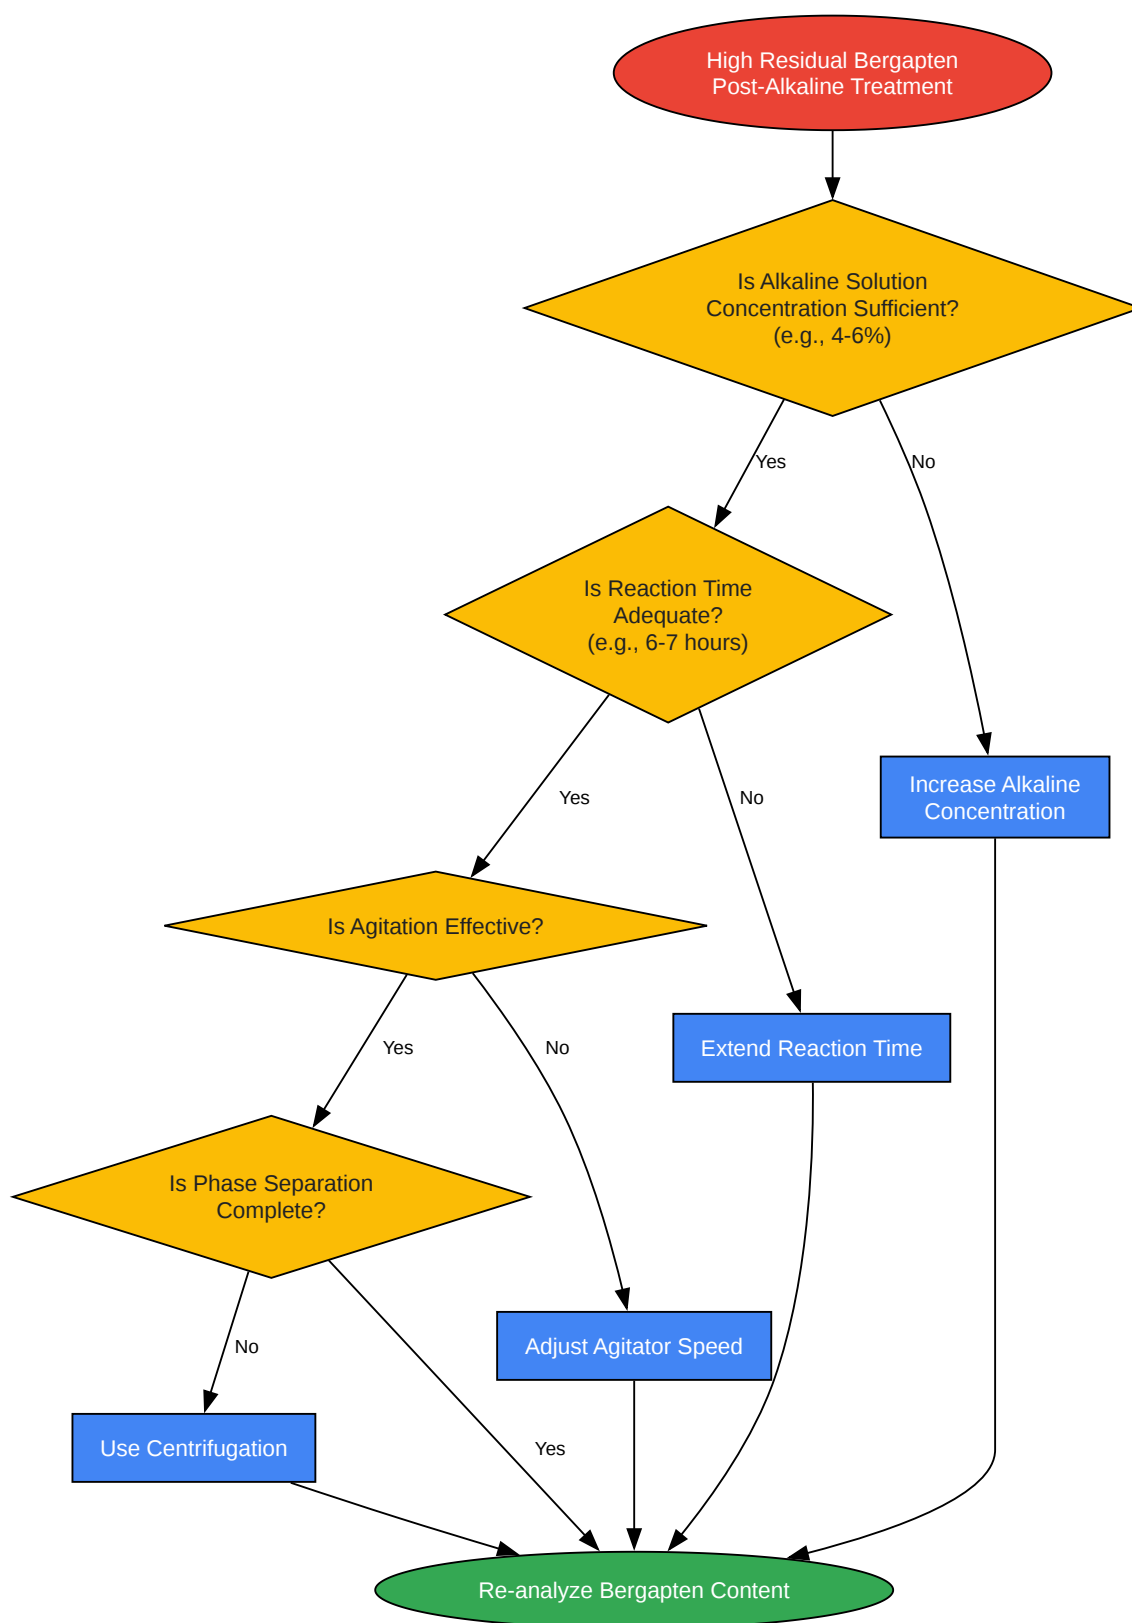 High Residual Bergapten
Post-Alkaline Treatment
Is Alkaline Solution
Concentration Sufficient?
(e.g., 4-6%)
Yes
No
Is Reaction Time
Adequate?
(e.g., 6-7 hours)
Increase Alkaline
Concentration
Yes
No
Is Agitation Effective?
Yes
No
Extend Reaction Time
Is Phase Separation
Complete?
No
Adjust Agitator Speed
Use Centrifugation
Yes
Re-analyze Bergapten Content